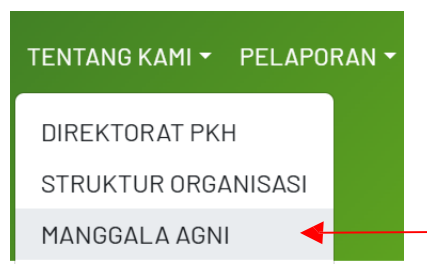 TENTANG KAMI PELAPORAN
DIREKTORAT PKH
STRUKTUR ORGANISASI
MANGGALA AGNI